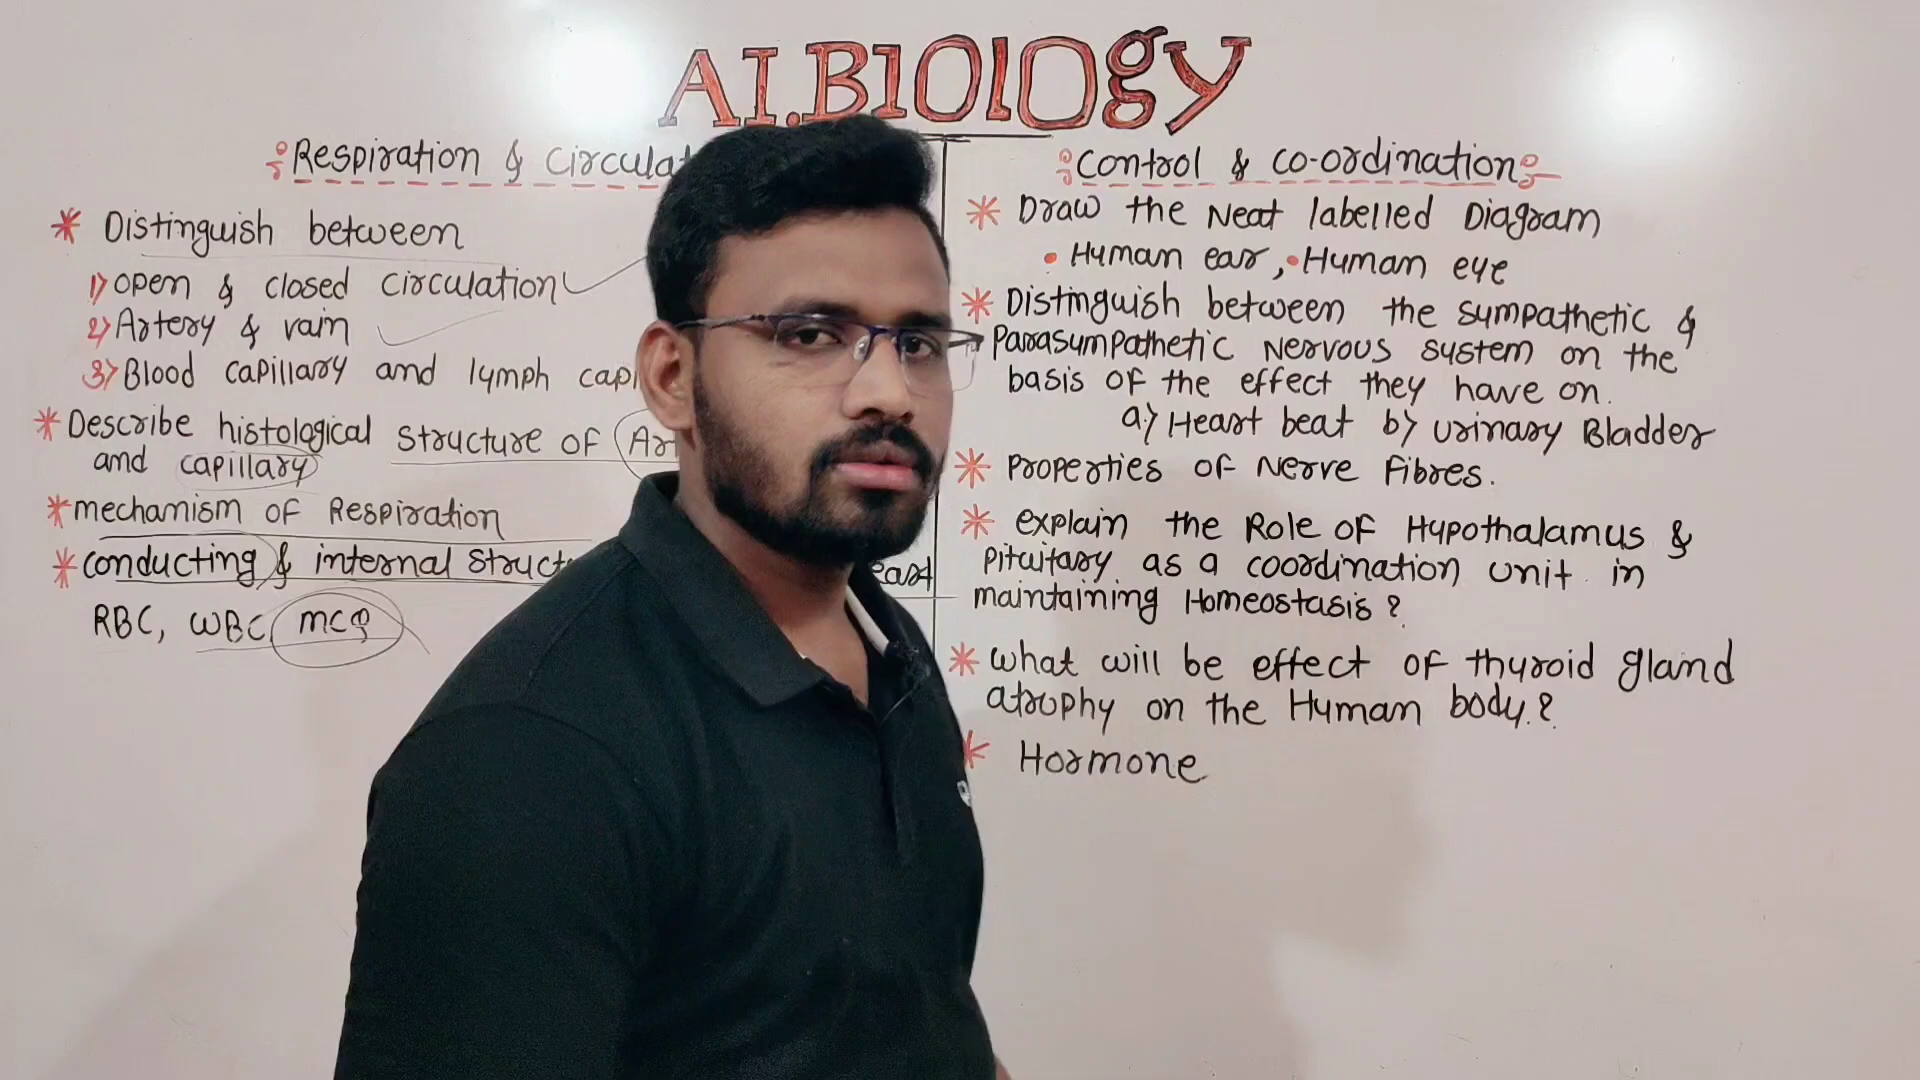 AI.BIOlOgy
Respiration & Circulat
* Distinguish between
1) open & closed circulation
2) Artery & vain
3) Blood capillary and lymph capi
* Describe histological structure of Ar
and capillary
* mechanism of Respiration
* conducting & internal struct
RBC, WBC, mcq
Control & co-ordination
* Draw the Neat labelled Diagram
• Human ear, • Human eye
* Distinguish between the sympathetic &
Parasympathetic Nervous system on the
basis of the effect they have on.
a) Heart beat b) urinary Bladder
* Properties of Nerve Fibres.
* explain the Role of Hypothalamus &
Pituitary as a coordination unit in
maintaining Homeostasis?
* what will be effect of thyroid gland
atrophy on the Human body.?
* Hormone